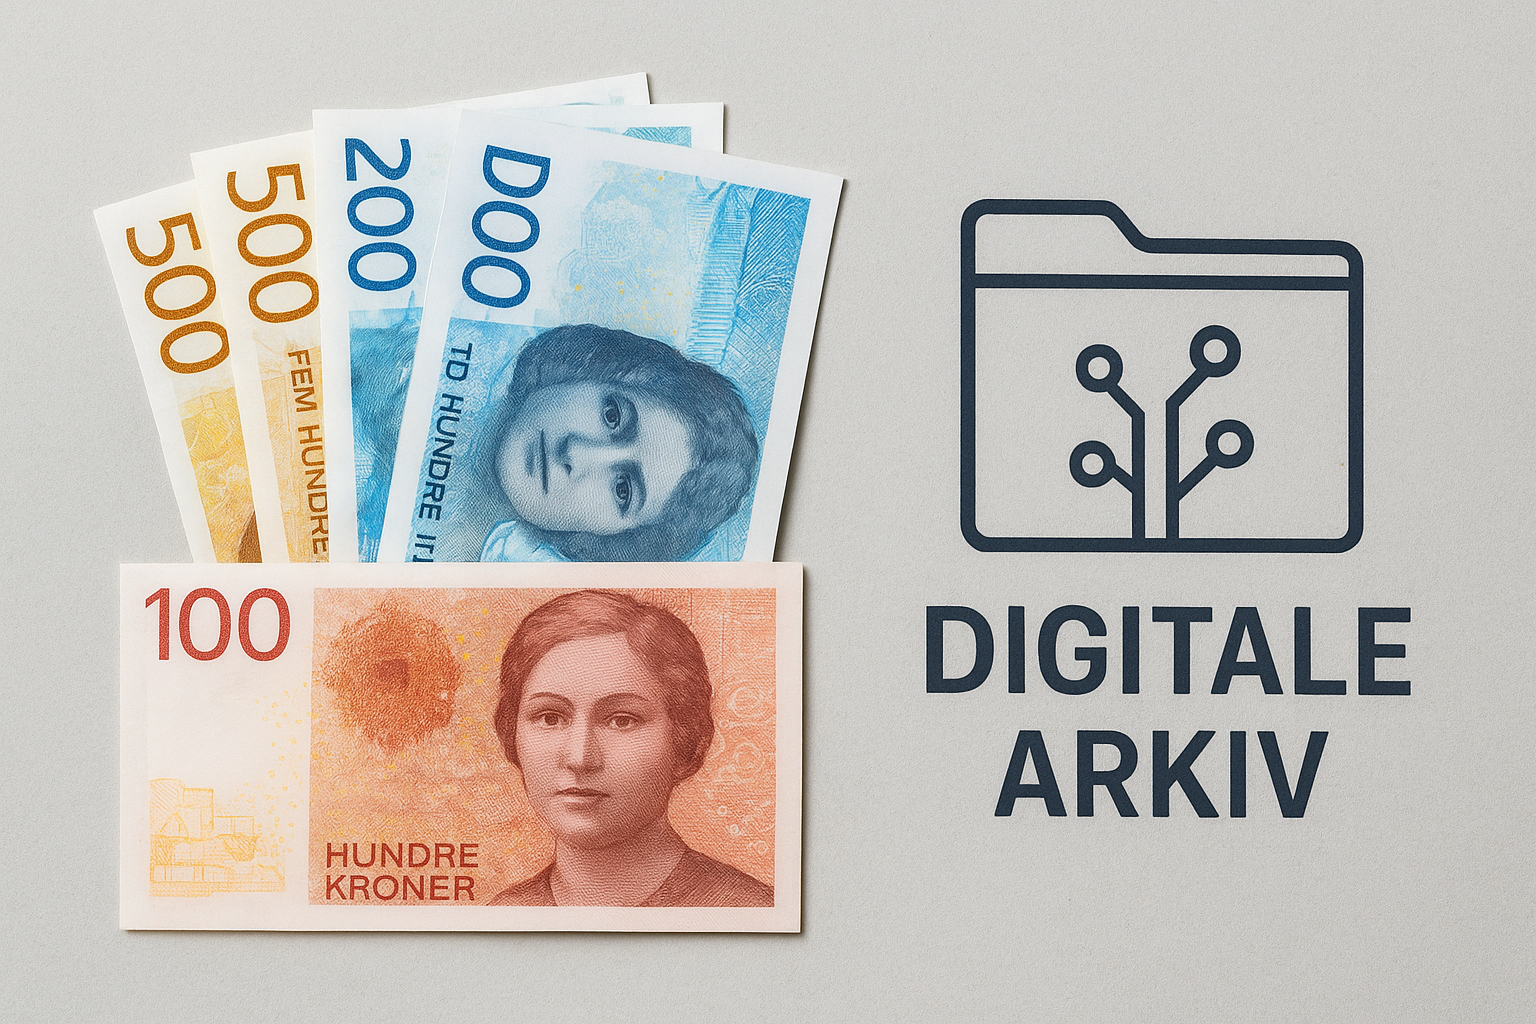 500
500
FEM HUNDRE
200
D00
TD HUNDRE
100
HUNDRE
KRONER
DIGITALE
ARKIV